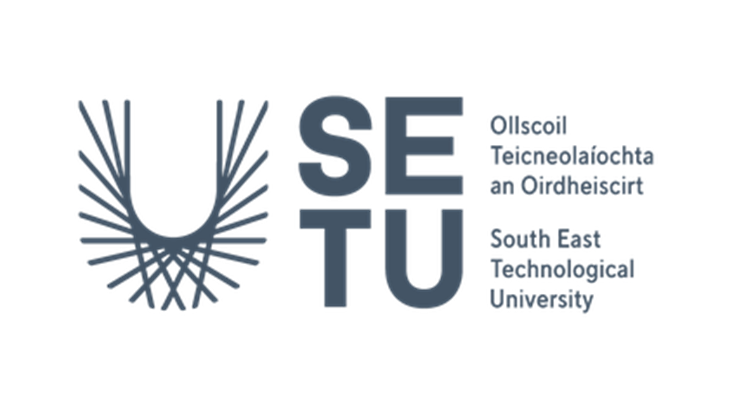 SE
TU
Ollscoil
Teicneolaíochta
an Oirdheiscirt
South East
Technological
University